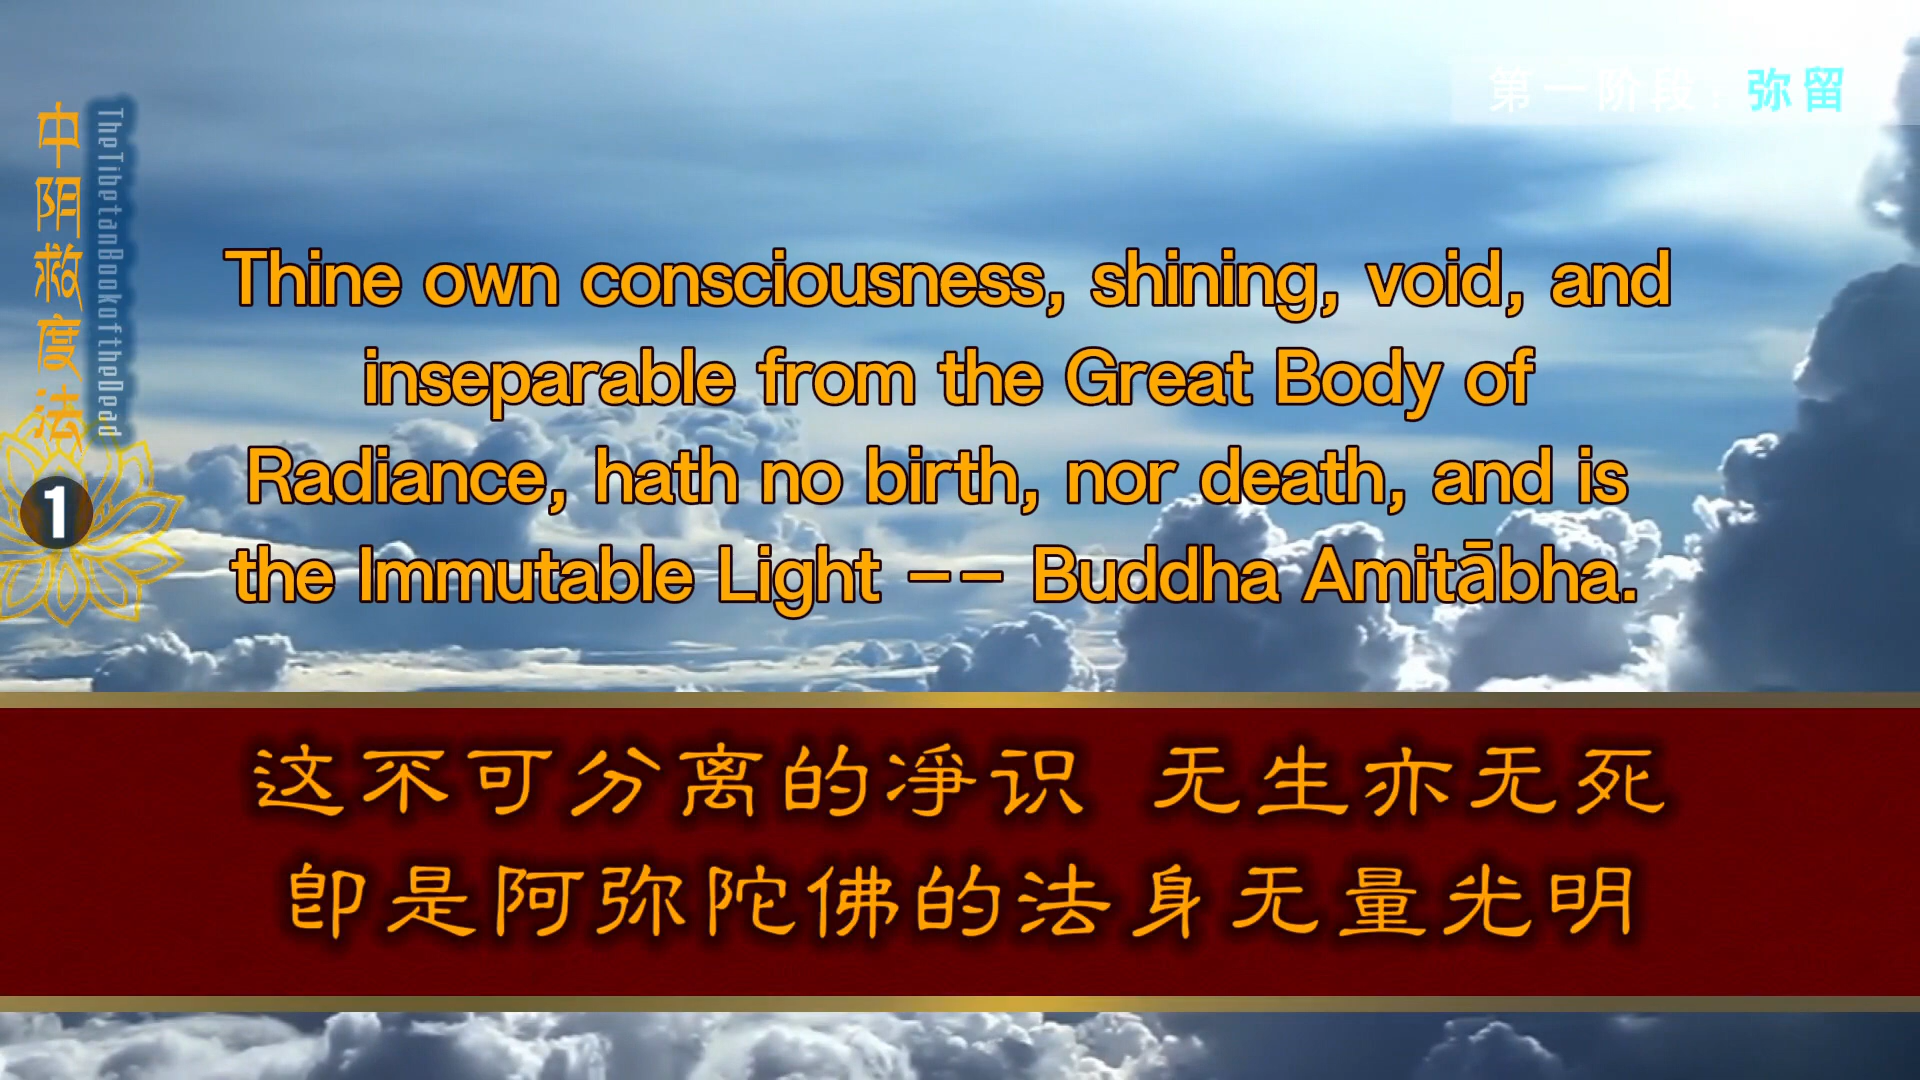 第一阶段：弥留
中阴救度法
TheTibetanBookoftheDead
1
Thine own consciousness, shining, void, and
inseparable from the Great Body of
Radiance, hath no birth, nor death, and is
the Immutable Light －－ Buddha Amitābha.
这不可分离的净识 无生亦无死
即是阿弥陀佛的法身无量光明